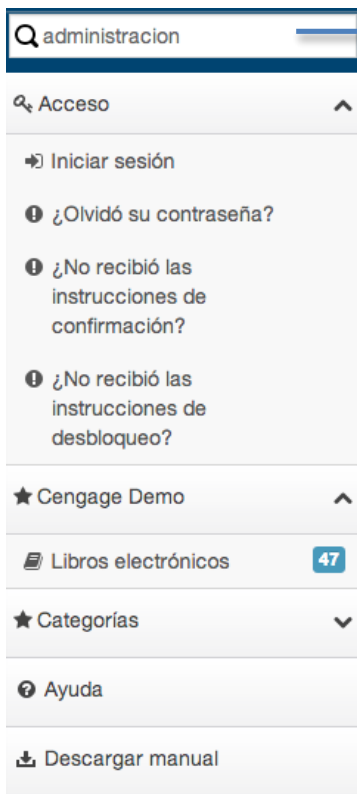 administracion
Acceso
Iniciar sesión
¿Olvidó su contraseña?
¿No recibió las
instrucciones de
confirmación?
¿No recibió las
instrucciones de
desbloqueo?
Cengage Demo
Libros electrónicos 47
Categorías
Ayuda
Descargar manual